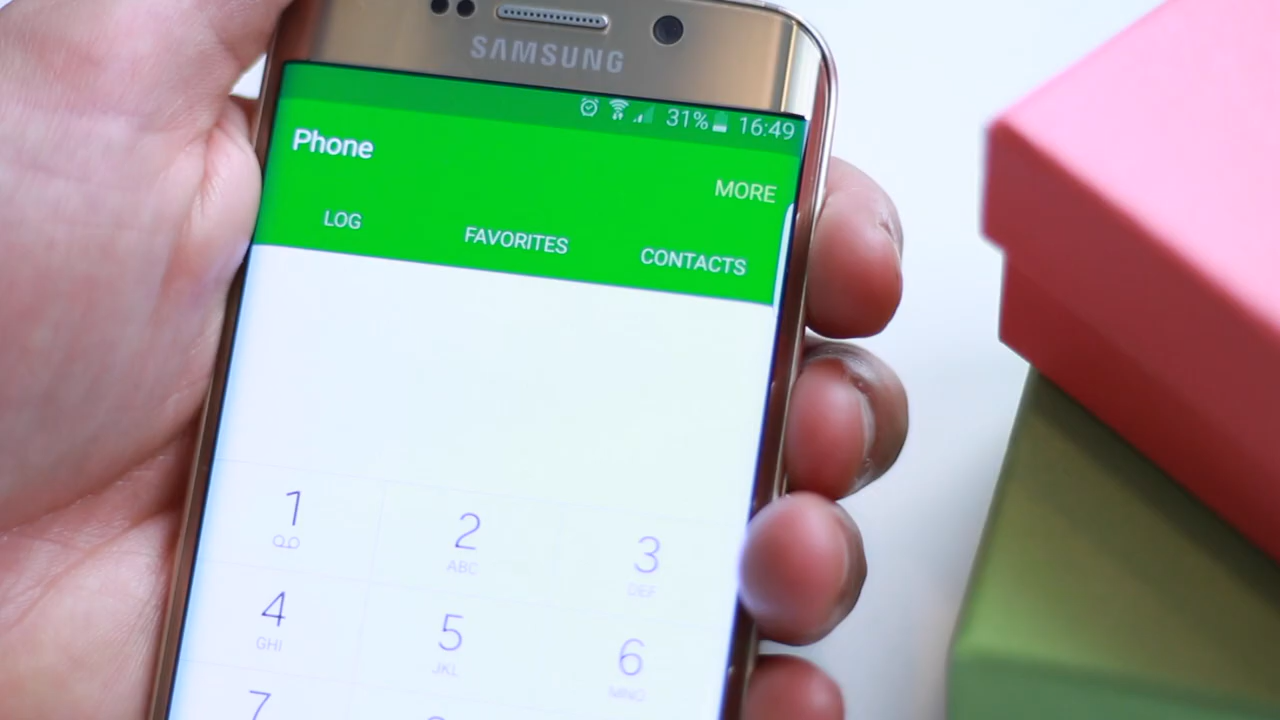 SAMSUNG
31% 16:49
Phone
MORE
LOG FAVORITES CONTACTS
1 2 3
ABC DEF
4 5 6
GHI JKL MNO
7